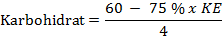 Karbohidrat = 60 − 75 % x KE / 4